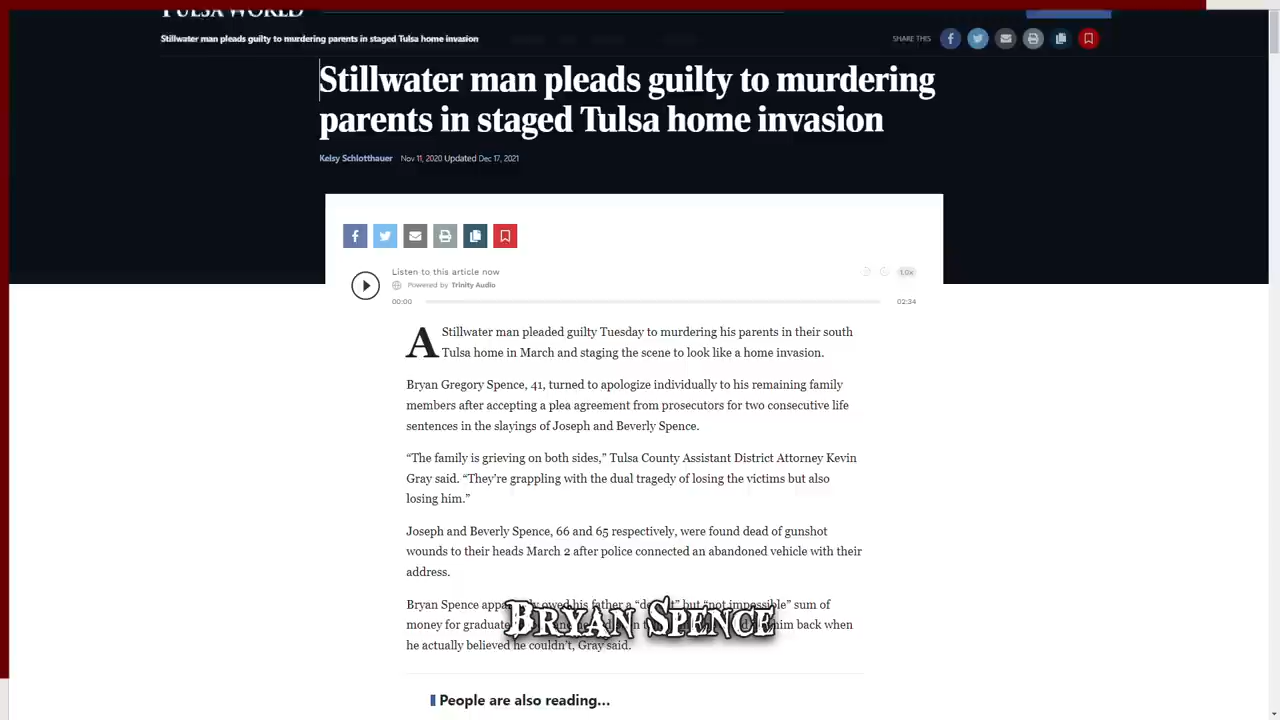 TULSA WORLD
Stillwater man pleads guilty to murdering parents in staged Tulsa home invasion
SHARE THIS
Stillwater man pleads guilty to murdering
parents in staged Tulsa home invasion
Kelsy Schlotthauer Nov 11, 2020 Updated Dec 17, 2021
Listen to this article now
1.0x
Powered by Trinity Audio
00:00
02:34
A Stillwater man pleaded guilty Tuesday to murdering his parents in their south
Tulsa home in March and staging the scene to look like a home invasion.
Bryan Gregory Spence, 41, turned to apologize individually to his remaining family
members after accepting a plea agreement from prosecutors for two consecutive life
sentences in the slayings of Joseph and Beverly Spence.
“The family is grieving on both sides,” Tulsa County Assistant District Attorney Kevin
Gray said. “They’re grappling with the dual tragedy of losing the victims but also
losing him.”
Joseph and Beverly Spence, 66 and 65 respectively, were found dead of gunshot
wounds to their heads March 2 after police connected an abandoned vehicle with their
address.
Bryan Spence owed his father a but “not impossible” sum of
money for graduate him back when
he actually believed he couldn’t, Gray said.
Bryan Spence
People are also reading…